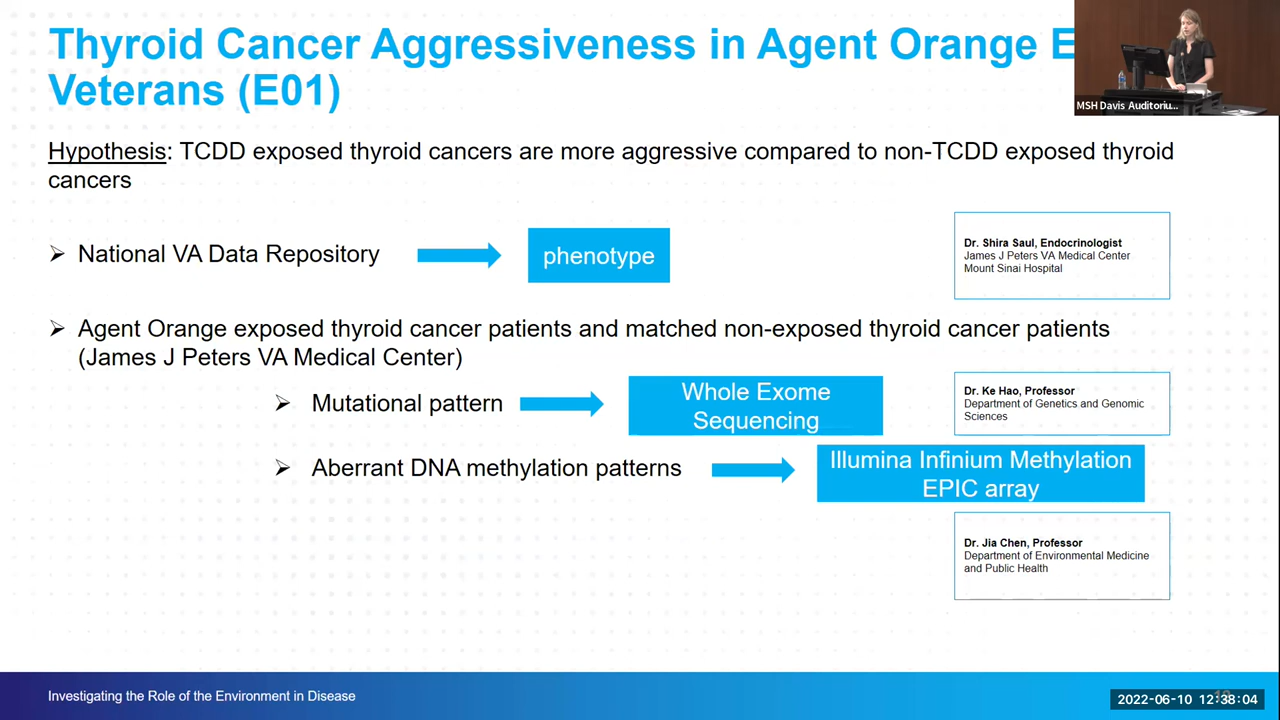 Thyroid Cancer Aggressiveness in Agent Orange
Veterans (E01)
MSH Davis Auditoriu...
Hypothesis: TCDD exposed thyroid cancers are more aggressive compared to non-TCDD exposed thyroid
cancers
➢ National VA Data Repository
phenotype
Dr. Shira Saul, Endocrinologist
James J Peters VA Medical Center
Mount Sinai Hospital
➢ Agent Orange exposed thyroid cancer patients and matched non-exposed thyroid cancer patients
(James J Peters VA Medical Center)
➢ Mutational pattern
Whole Exome
Sequencing
Dr. Ke Hao, Professor
Department of Genetics and Genomic
Sciences
➢ Aberrant DNA methylation patterns
Illumina Infinium Methylation
EPIC array
Dr. Jia Chen, Professor
Department of Environmental Medicine
and Public Health
Investigating the Role of the Environment in Disease
2022-06-10 12:38:04